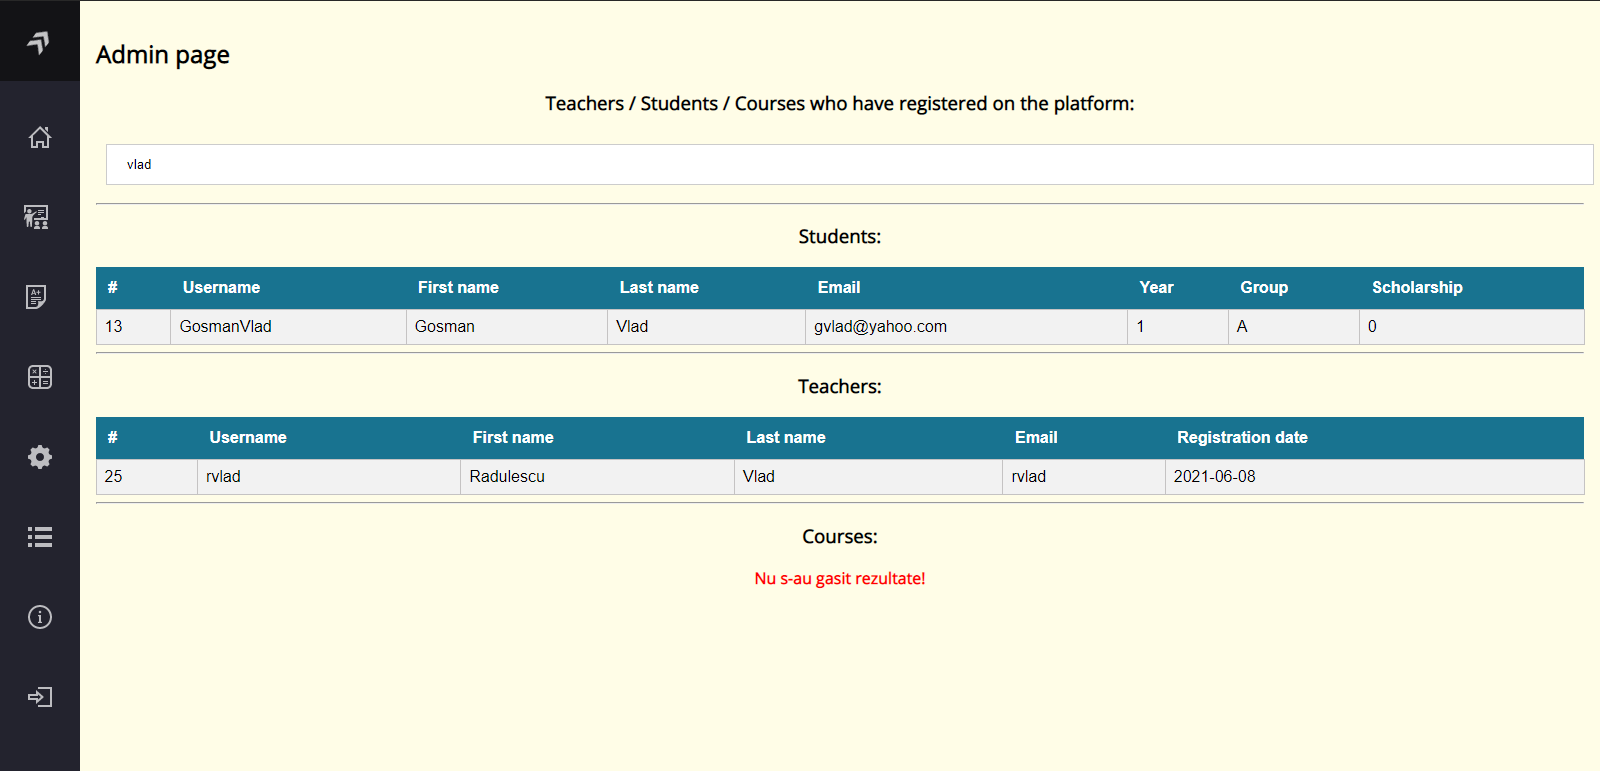 Admin page
Teachers / Students / Courses who have registered on the platform:
vlad
Students:
# Username First name Last name Email Year Group Scholarship
13 GosmanVlad Gosman Vlad gvlad@yahoo.com 1 A 0
Teachers:
# Username First name Last name Email Registration date
25 rvlad Radulescu Vlad rvlad 2021-06-08
Courses:
Nu s-au gasit rezultate!